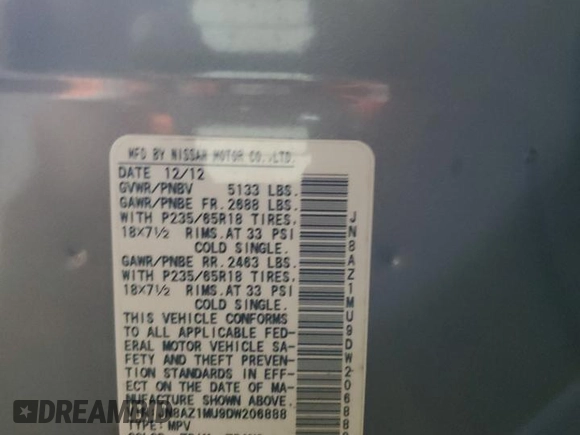 MFD BY NISSAN MOTOR CO.,LTD.
DATE 12/12
GVWR/PNBV 5133 LBS.
GAWR/PNBE FR. 2688 LBS.
WITH P235/65R18 TIRES.
18X7½ RIMS.AT 33 PSI
COLD SINGLE.
GAWR/PNBE RR. 2463 LBS.
WITH P235/65R18 TIRES.
18X7½ RIMS.AT 33 PSI
COLD SINGLE.
THIS VEHICLE CONFORMS
TO ALL APPLICABLE FED-
ERAL MOTOR VEHICLE SA-
FETY AND THEFT PREVEN-
TION STANDARDS IN EFF-
ECT ON THE DATE OF MA-
NUFACTURE SHOWN ABOVE.
JN8AZ1MU9DW206888
TYPE: MPV
JN8AZ1MU9DW20688
DREAMBID